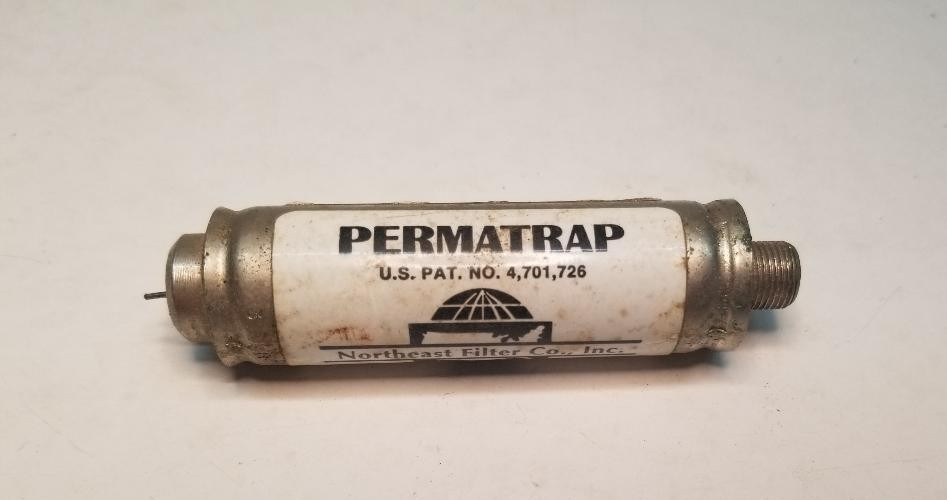 PERMATRAP
U.S. PAT. NO. 4,701,726
Northeast Filter Co., Inc.